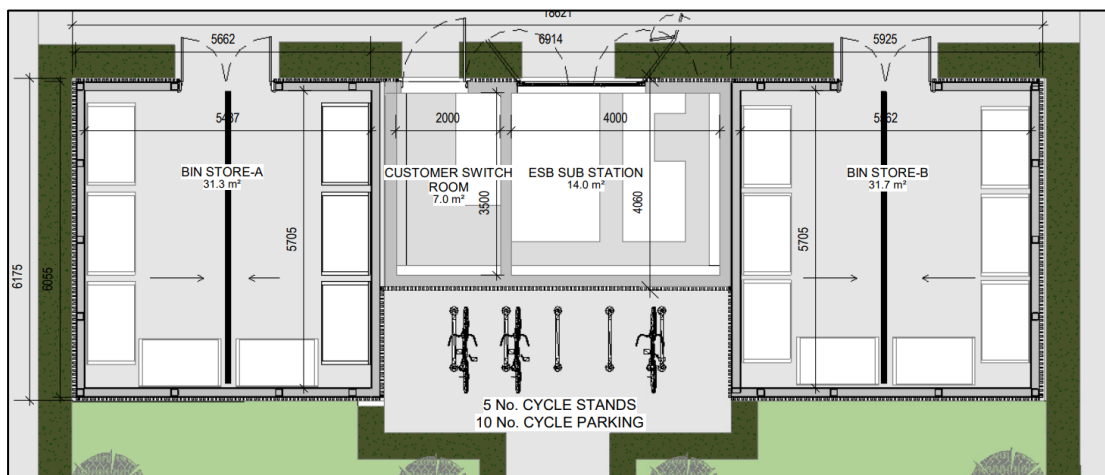 18621
5662
6914
5925
5487
2000
4000
5562
BIN STORE-A
31.3 m²
CUSTOMER SWITCH
ROOM
7.0 m²
ESB SUB STATION
14.0 m²
BIN STORE-B
31.7 m²
3500
4060
5705
5705
6175
6055
5 No. CYCLE STANDS
10 No. CYCLE PARKING